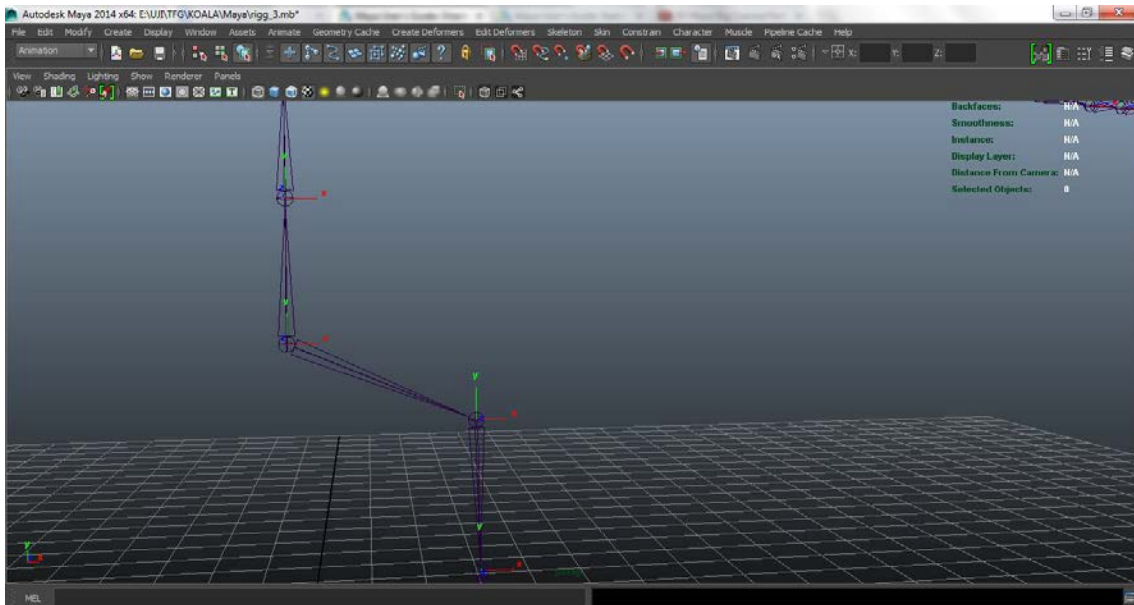 Autodesk Maya 2014 x64: E:\UJI\TFG\KOALA\Maya\rigg_3.mb*
File Edit Modify Create Display Window Assets Animate Geometry Cache Create Deformers Edit Deformers Skeleton Skin Constrain Character Muscle Pipeline Cache Help
Animation X: Y: Z:
View Shading Lighting Show Renderer Panels
Backfaces: N/A
Smoothness: N/A
Instance: N/A
Display Layer: N/A
Distance From Camera: N/A
Selected Objects: 0
y
x
y
x
y
x
y
x
y
x
MEL